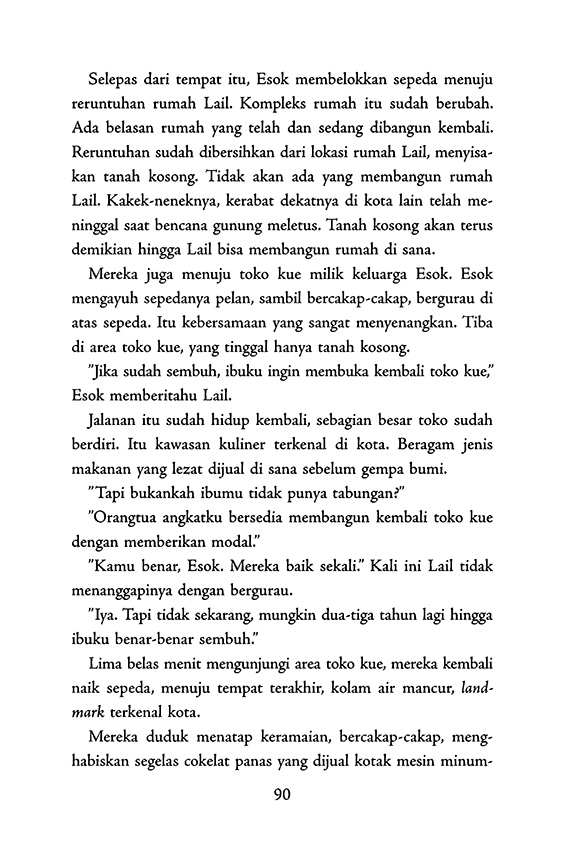 Selepas dari tempat itu, Esok membelokkan sepeda menuju
reruntuhan rumah Lail. Kompleks rumah itu sudah berubah.
Ada belasan rumah yang telah dan sedang dibangun kembali.
Reruntuhan sudah dibersihkan dari lokasi rumah Lail, menyisa-
kan tanah kosong. Tidak akan ada yang membangun rumah
Lail. Kakek-neneknya, kerabat dekatnya di kota lain telah me-
ninggal saat bencana gunung meletus. Tanah kosong akan terus
demikian hingga Lail bisa membangun rumah di sana.
Mereka juga menuju toko kue milik keluarga Esok. Esok
mengayuh sepedanya pelan, sambil bercakap-cakap, bergurau di
atas sepeda. Itu kebersamaan yang sangat menyenangkan. Tiba
di area toko kue, yang tinggal hanya tanah kosong.
”Jika sudah sembuh, ibuku ingin membuka kembali toko kue,”
Esok memberitahu Lail.
Jalanan itu sudah hidup kembali, sebagian besar toko sudah
berdiri. Itu kawasan kuliner terkenal di kota. Beragam jenis
makanan yang lezat dijual di sana sebelum gempa bumi.
”Tapi bukankah ibumu tidak punya tabungan?”
”Orangtua angkatku bersedia membangun kembali toko kue
dengan memberikan modal.”
”Kamu benar, Esok. Mereka baik sekali.” Kali ini Lail tidak
menanggapinya dengan bergurau.
”Iya. Tapi tidak sekarang, mungkin dua-tiga tahun lagi hingga
ibuku benar-benar sembuh.”
Lima belas menit mengunjungi area toko kue, mereka kembali
naik sepeda, menuju tempat terakhir, kolam air mancur, land-
mark terkenal kota.
Mereka duduk menatap keramaian, bercakap-cakap, meng-
habiskan segelas cokelat panas yang dijual kotak mesin minum-
90